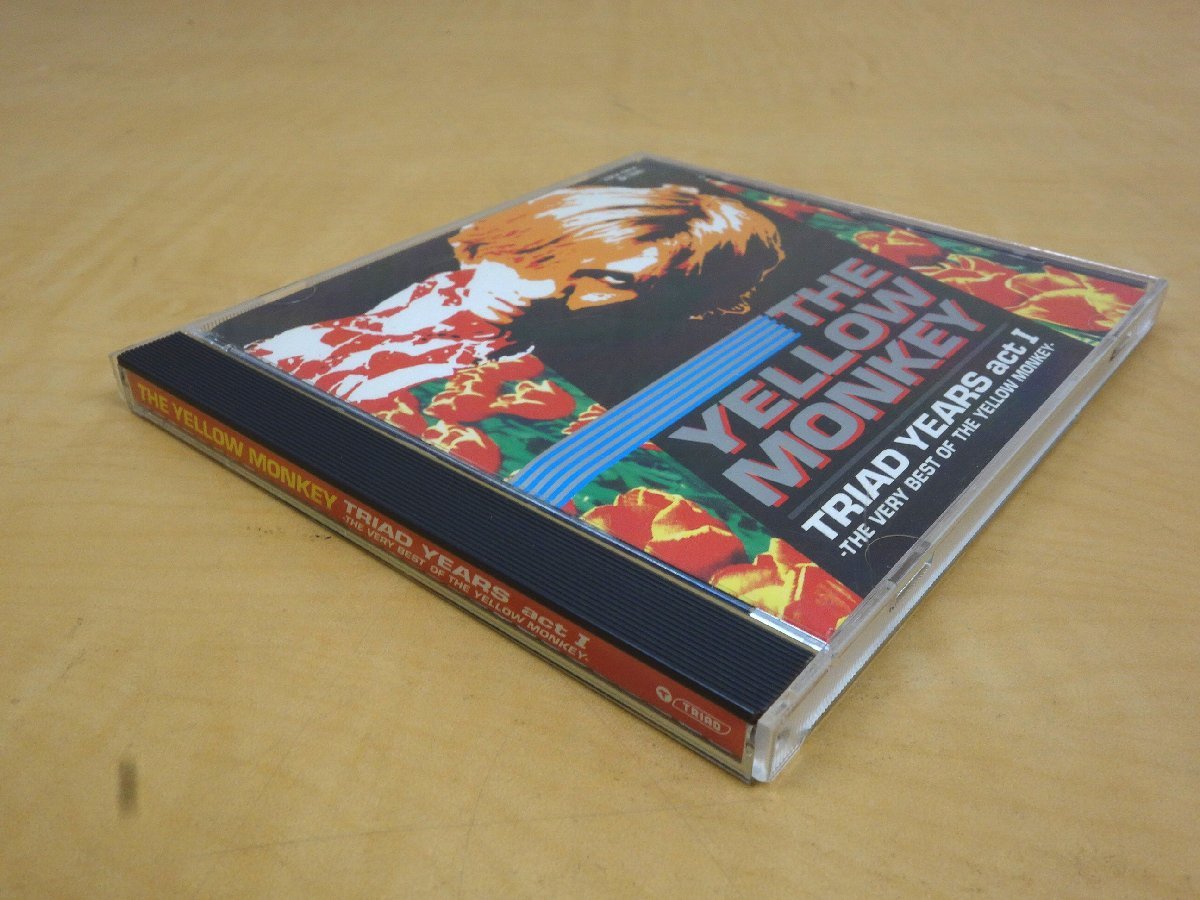 THE
YELLOW
MONKEY
TRIAD YEARS act I
-THE VERY BEST OF THE YELLOW MONKEY-
THE YELLOW MONKEY TRIAD YEARS act I
-THE VERY BEST OF THE YELLOW MONKEY-
TRIAD